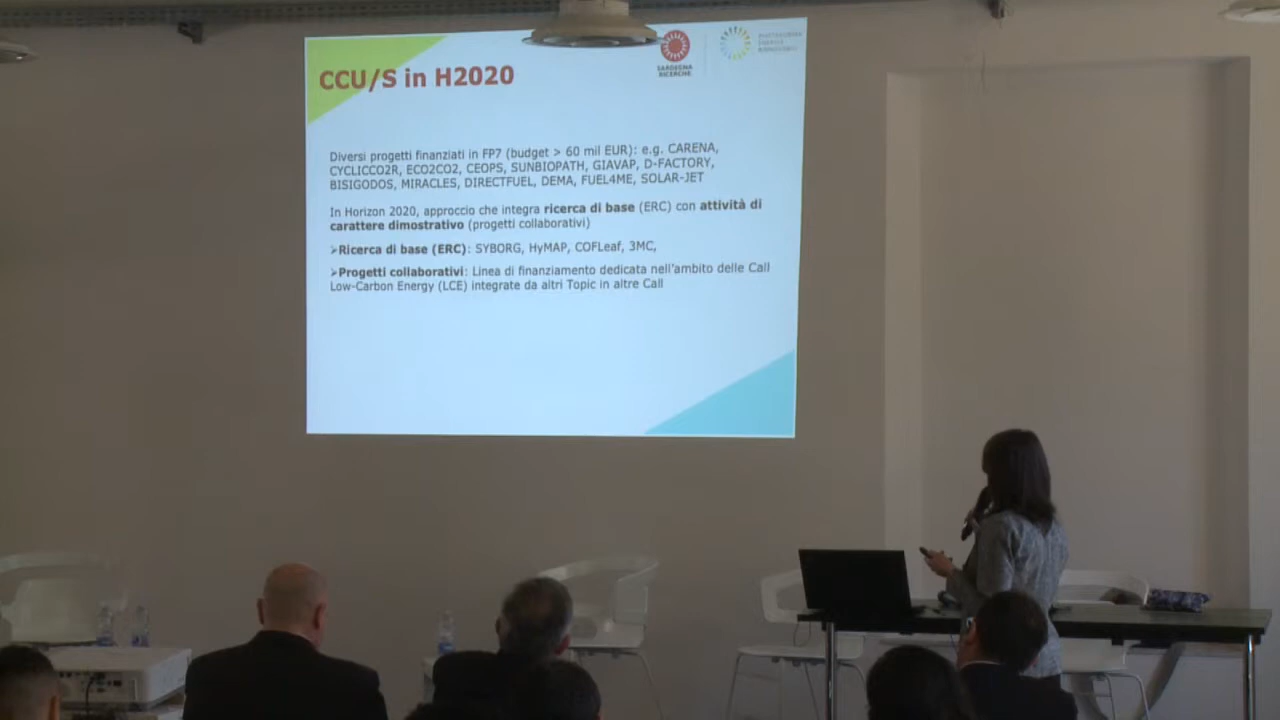 CCU/S in H2020
SARDEGNA
RICERCHE
PIATTAFORMA
ENERGIE
RINNOVABILI
Diversi progetti finanziati in FP7 (budget > 60 mil EUR): e.g. CARENA,
CYCLICCO2R, ECO2CO2, CEOPS, SUNBIOPATH, GIAVAP, D-FACTORY,
BISIGODOS, MIRACLES, DIRECTFUEL, DEMA, FUEL4ME, SOLAR-JET
In Horizon 2020, approccio che integra ricerca di base (ERC) con attività di
carattere dimostrativo (progetti collaborativi)
➢Ricerca di base (ERC): SYBORG, HyMAP, COFLeaf, 3MC,
➢Progetti collaborativi: Linea di finanziamento dedicata nell'ambito delle Call
Low-Carbon Energy (LCE) integrate da altri Topic in altre Call